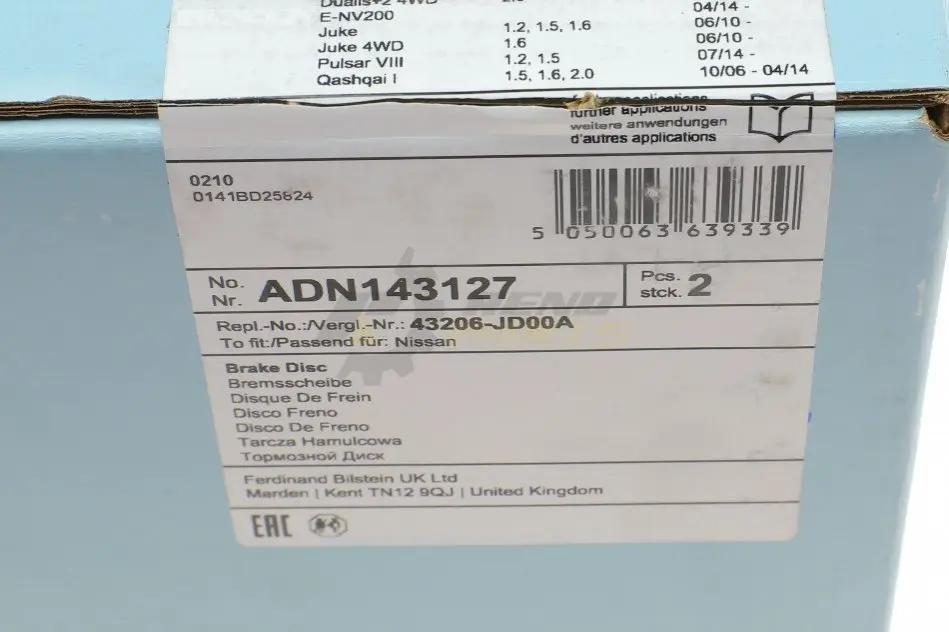 Dualis+2 4WD
04/14 -
E-NV200
06/10 -
Juke 1.2, 1.5, 1.6
06/10 -
Juke 4WD 1.6
07/14 -
Pulsar VIII 1.2, 1.5
10/06 - 04/14
Qashqai I 1.5, 1.6, 2.0
further applications
weitere anwendungen
d'autres applications
0210
0141BD25824
5 050063 639339
No. Nr. ADN143127 Pcs. stck. 2
Repl.-No.:/Vergl.-Nr.: 43206-JD00A
To fit:/Passend für: Nissan
Brake Disc
Bremsscheibe
Disque De Frein
Disco Freno
Disco De Freno
Tarcza Hamulcowa
Тормозной Диск
Ferdinand Bilstein UK Ltd
Marden | Kent TN12 9QJ | United Kingdom
EAC